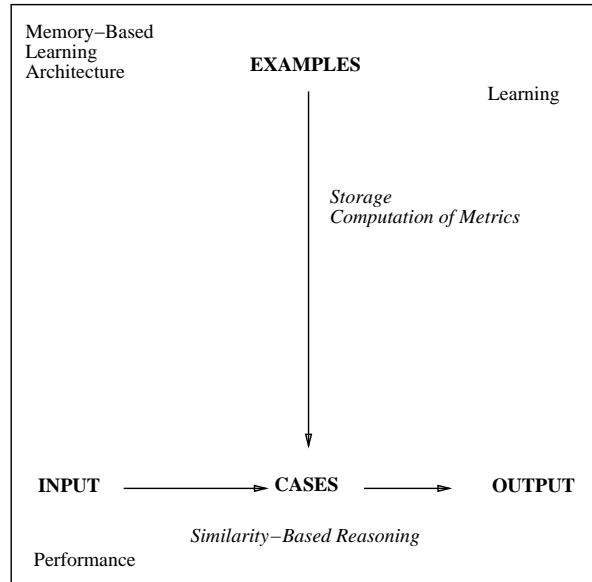 Memory−Based
Learning
Architecture
EXAMPLES
Learning
Storage
Computation of Metrics
INPUT
CASES
OUTPUT
Similarity−Based Reasoning
Performance